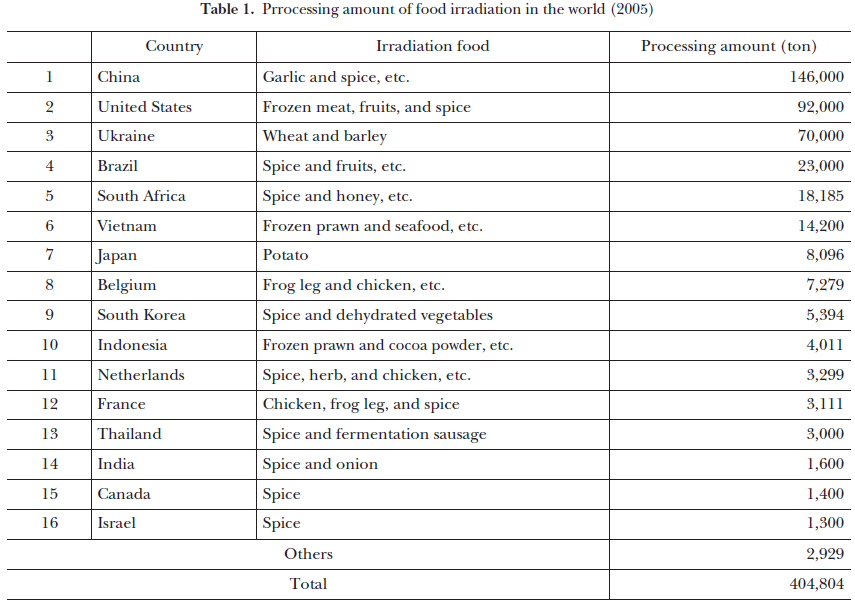 Table 1. Prrocessing amount of food irradiation in the world (2005)
Country Irradiation food Processing amount (ton)
1 China Garlic and spice, etc. 146,000
2 United States Frozen meat, fruits, and spice 92,000
3 Ukraine Wheat and barley 70,000
4 Brazil Spice and fruits, etc. 23,000
5 South Africa Spice and honey, etc. 18,185
6 Vietnam Frozen prawn and seafood, etc. 14,200
7 Japan Potato 8,096
8 Belgium Frog leg and chicken, etc. 7,279
9 South Korea Spice and dehydrated vegetables 5,394
10 Indonesia Frozen prawn and cocoa powder, etc. 4,011
11 Netherlands Spice, herb, and chicken, etc. 3,299
12 France Chicken, frog leg, and spice 3,111
13 Thailand Spice and fermentation sausage 3,000
14 India Spice and onion 1,600
15 Canada Spice 1,400
16 Israel Spice 1,300
Others 2,929
Total 404,804